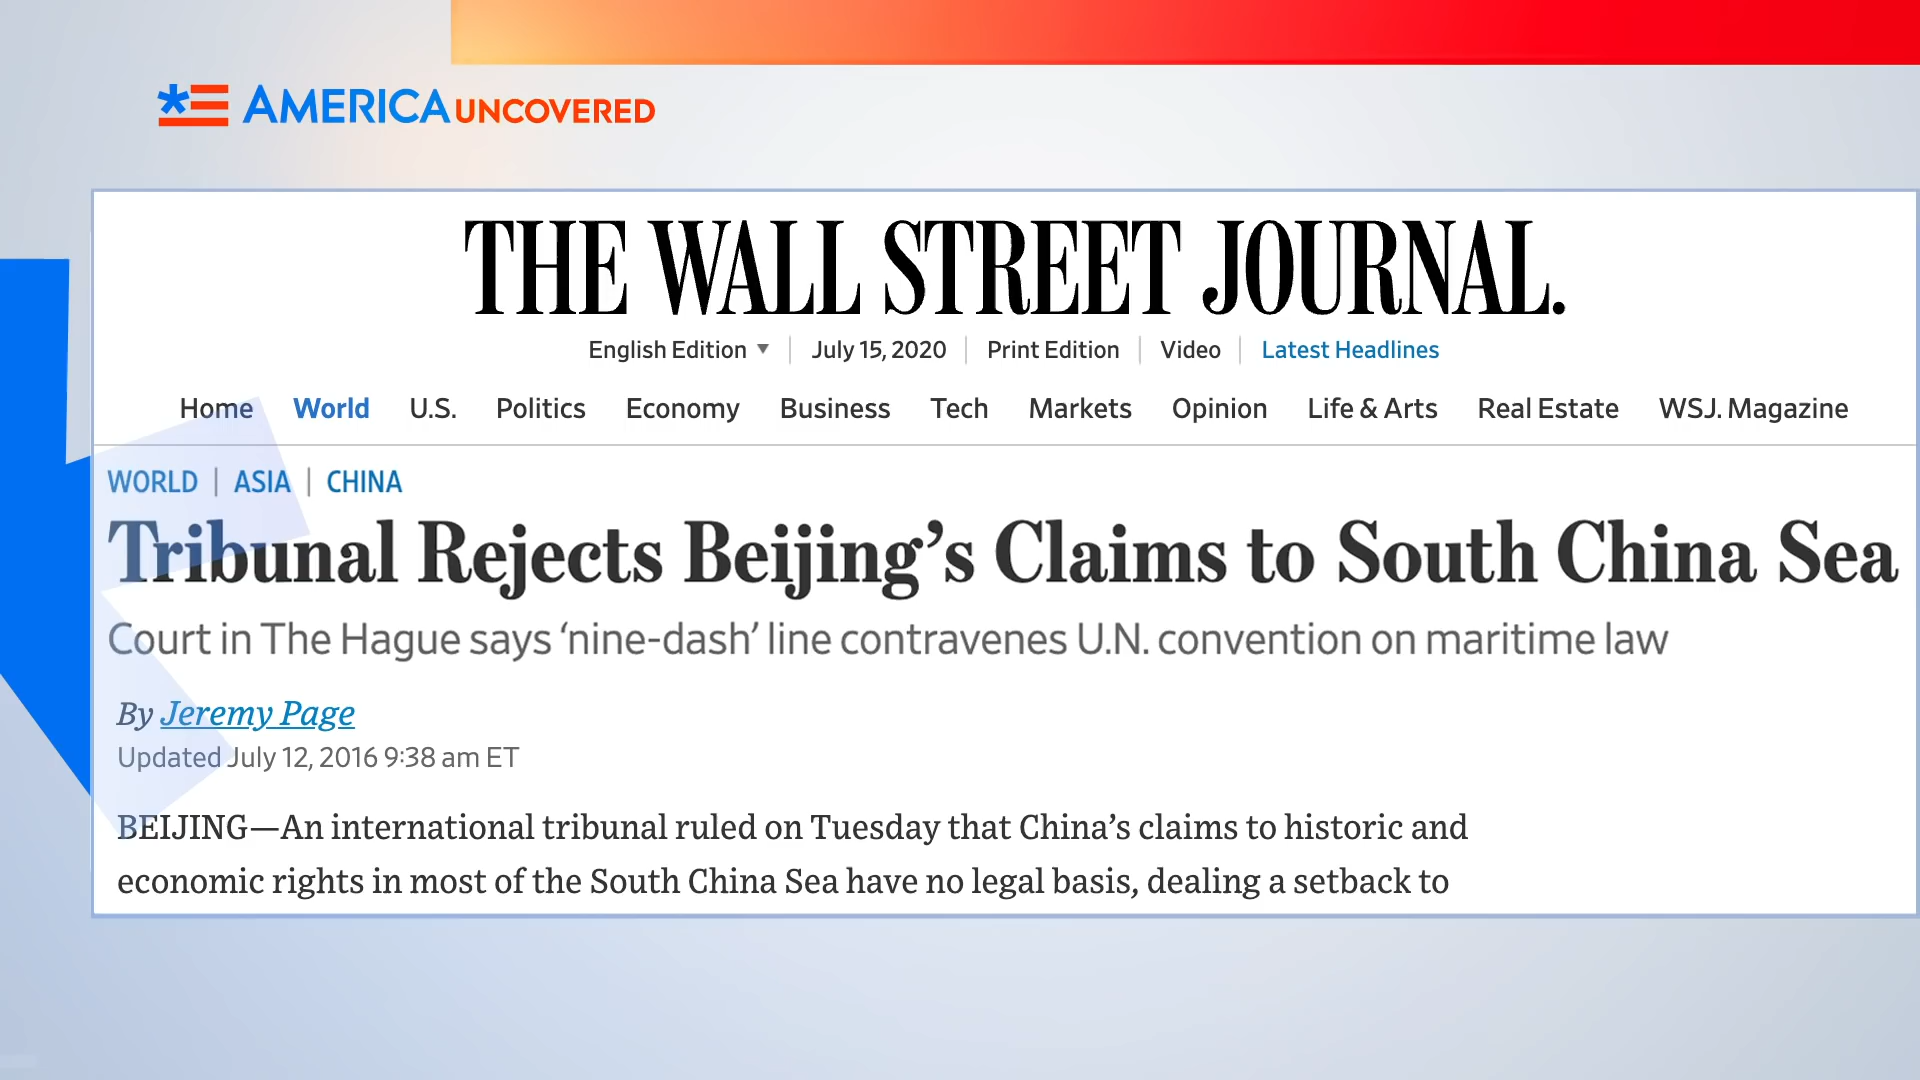 AMERICA UNCOVERED
THE WALL STREET JOURNAL.
English Edition | July 15, 2020 | Print Edition | Video | Latest Headlines
Home World U.S. Politics Economy Business Tech Markets Opinion Life & Arts Real Estate WSJ. Magazine
WORLD | ASIA | CHINA
Tribunal Rejects Beijing’s Claims to South China Sea
Court in The Hague says ‘nine-dash’ line contravenes U.N. convention on maritime law
By Jeremy Page
Updated July 12, 2016 9:38 am ET
BEIJING—An international tribunal ruled on Tuesday that China’s claims to historic and
economic rights in most of the South China Sea have no legal basis, dealing a setback to